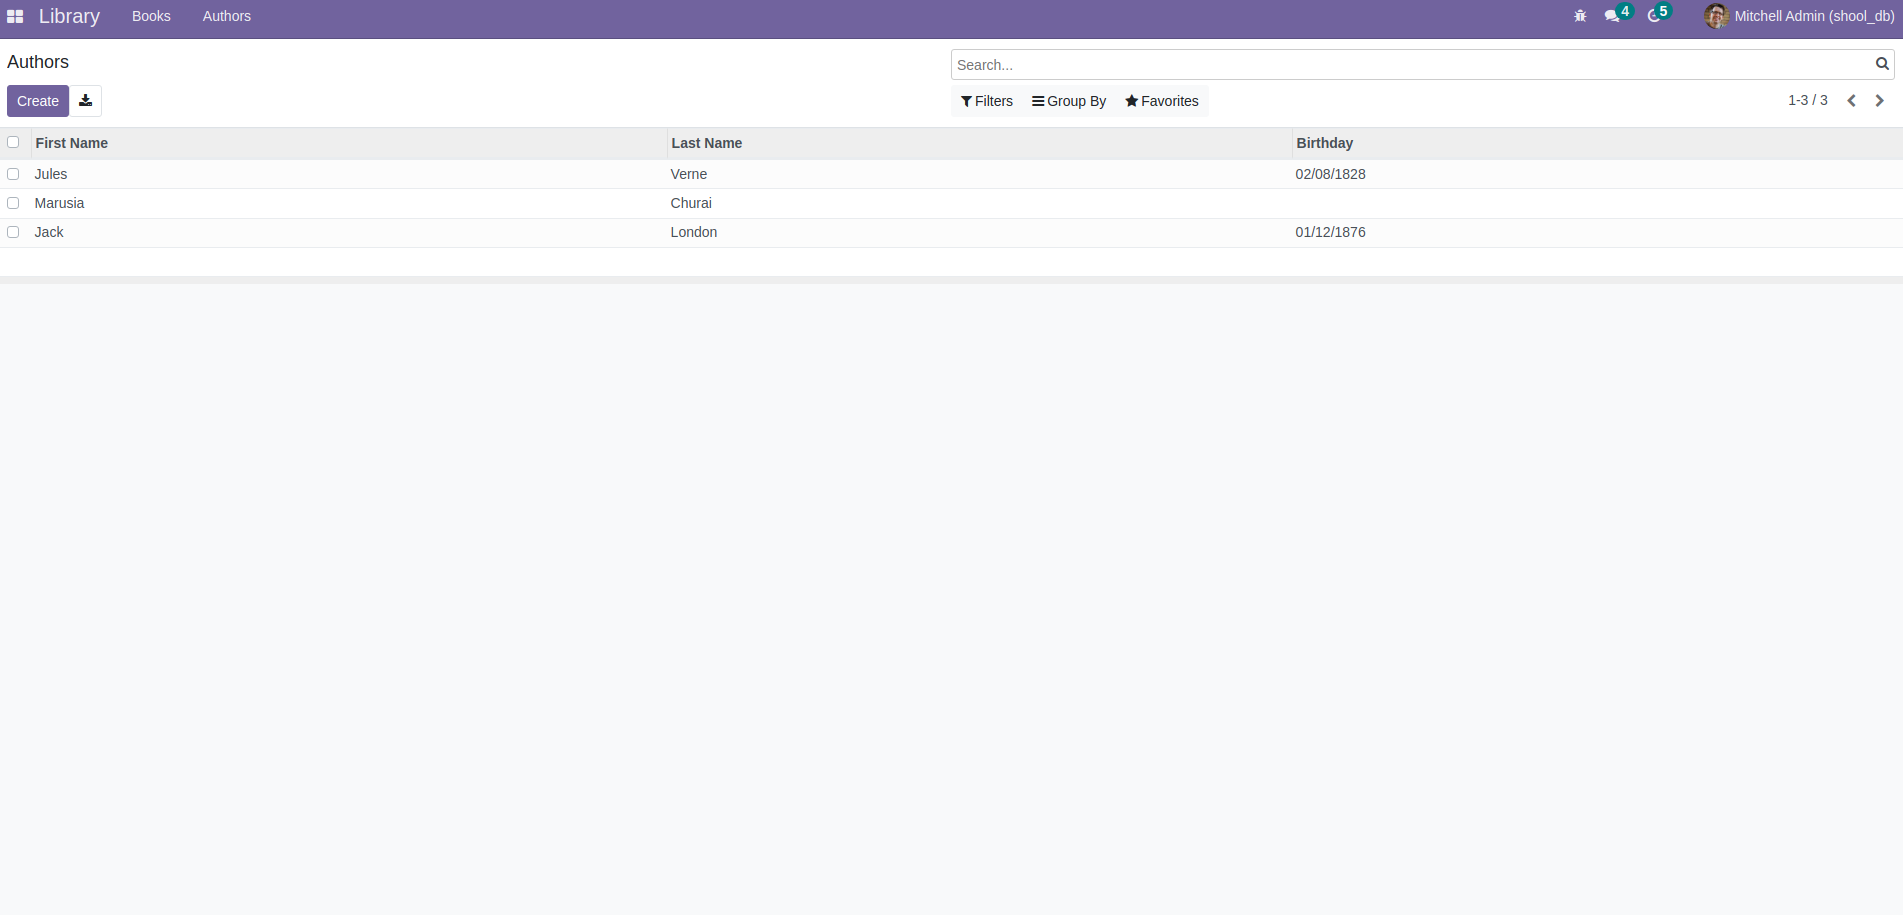 Library Books Authors 4 5 Mitchell Admin (shool_db)
Authors
Search...
Create
Filters Group By Favorites 1-3 / 3
First Name Last Name Birthday
Jules Verne 02/08/1828
Marusia Churai
Jack London 01/12/1876